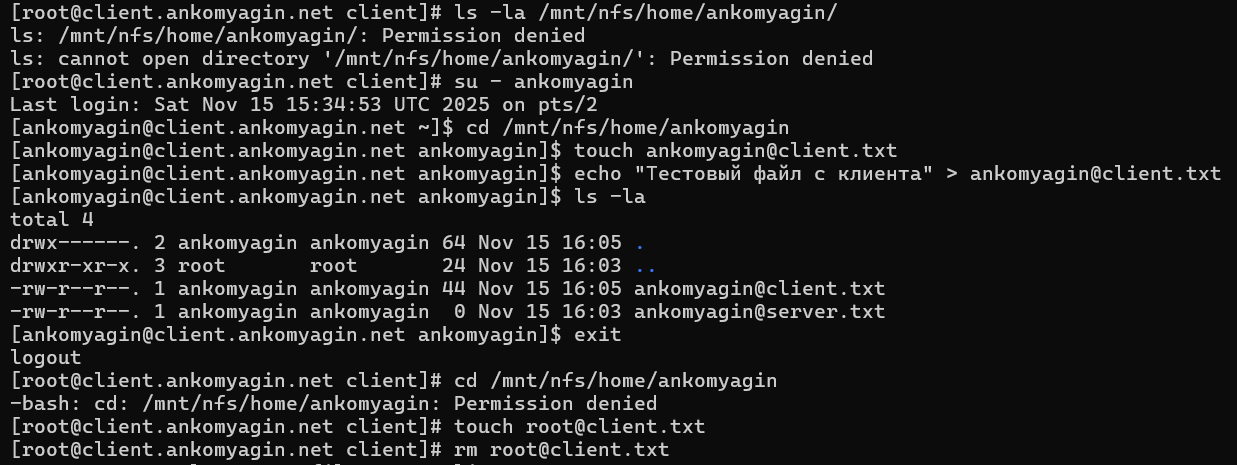 [root@client.ankomyagin.net client]# ls -la /mnt/nfs/home/ankomyagin/
ls: /mnt/nfs/home/ankomyagin/: Permission denied
ls: cannot open directory '/mnt/nfs/home/ankomyagin/': Permission denied
[root@client.ankomyagin.net client]# su - ankomyagin
Last login: Sat Nov 15 15:34:53 UTC 2025 on pts/2
[ankomyagin@client.ankomyagin.net ~]$ cd /mnt/nfs/home/ankomyagin
[ankomyagin@client.ankomyagin.net ankomyagin]$ touch ankomyagin@client.txt
[ankomyagin@client.ankomyagin.net ankomyagin]$ echo "Тестовый файл с клиента" > ankomyagin@client.txt
[ankomyagin@client.ankomyagin.net ankomyagin]$ ls -la
total 4
drwx------. 2 ankomyagin ankomyagin 64 Nov 15 16:05 .
drwxr-xr-x. 3 root       root       24 Nov 15 16:03 ..
-rw-r--r--. 1 ankomyagin ankomyagin 44 Nov 15 16:05 ankomyagin@client.txt
-rw-r--r--. 1 ankomyagin ankomyagin  0 Nov 15 16:03 ankomyagin@server.txt
[ankomyagin@client.ankomyagin.net ankomyagin]$ exit
logout
[root@client.ankomyagin.net client]# cd /mnt/nfs/home/ankomyagin
-bash: cd: /mnt/nfs/home/ankomyagin: Permission denied
[root@client.ankomyagin.net client]# touch root@client.txt
[root@client.ankomyagin.net client]# rm root@client.txt